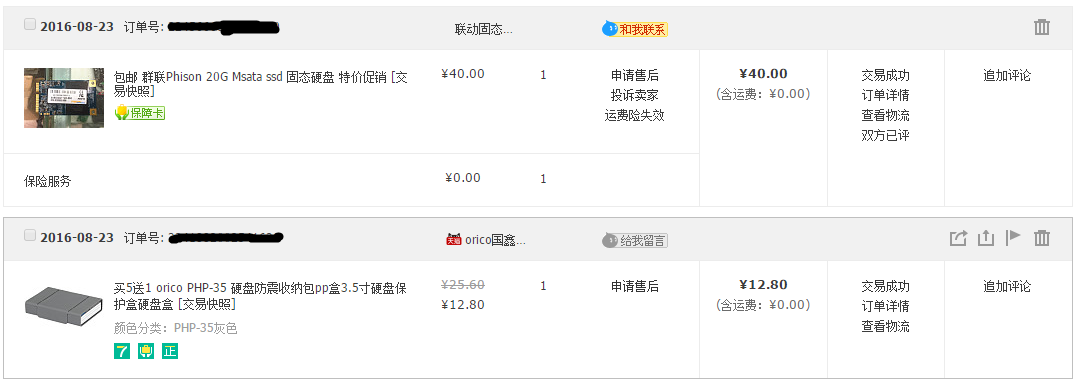 2016-08-23 订单号: 联动固态... 和我联系
包邮 群联Phison 20G Msata ssd 固态硬盘 特价促销 [交
易快照]
保障卡
¥40.00 1 申请售后 ¥40.00 交易成功 追加评论
投诉卖家 (含运费: ¥0.00) 订单详情
运费险失效 查看物流
双方已评
保险服务 ¥0.00 1
2016-08-23 订单号: 天猫 orico国鑫... 给我留言
买5送1 orico PHP-35 硬盘防震收纳包pp盒3.5寸硬盘保
护盒硬盘盒 [交易快照]
颜色分类: PHP-35灰色
7 正
¥25.60 1 申请售后 ¥12.80 交易成功 追加评论
¥12.80 (含运费: ¥0.00) 订单详情
查看物流